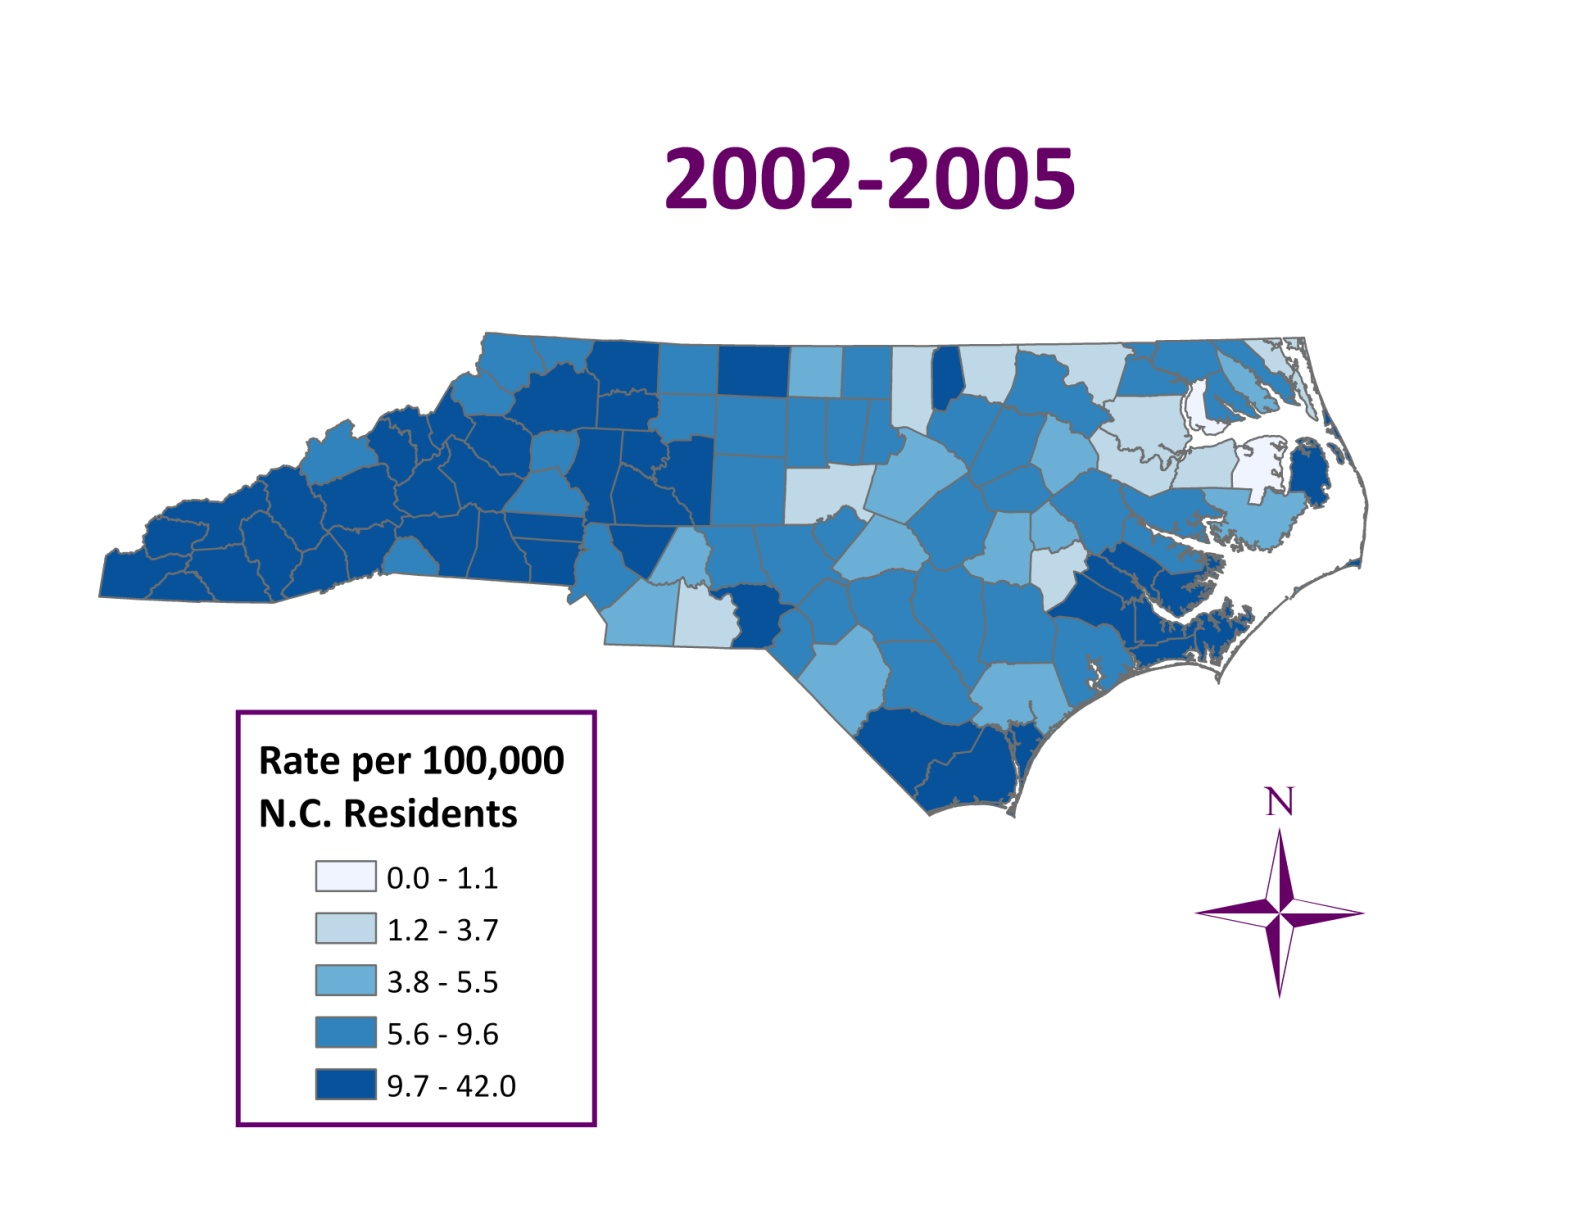 2002-2005
Rate per 100,000
N.C. Residents
0.0 - 1.1
1.2 - 3.7
3.8 - 5.5
5.6 - 9.6
9.7 - 42.0
N